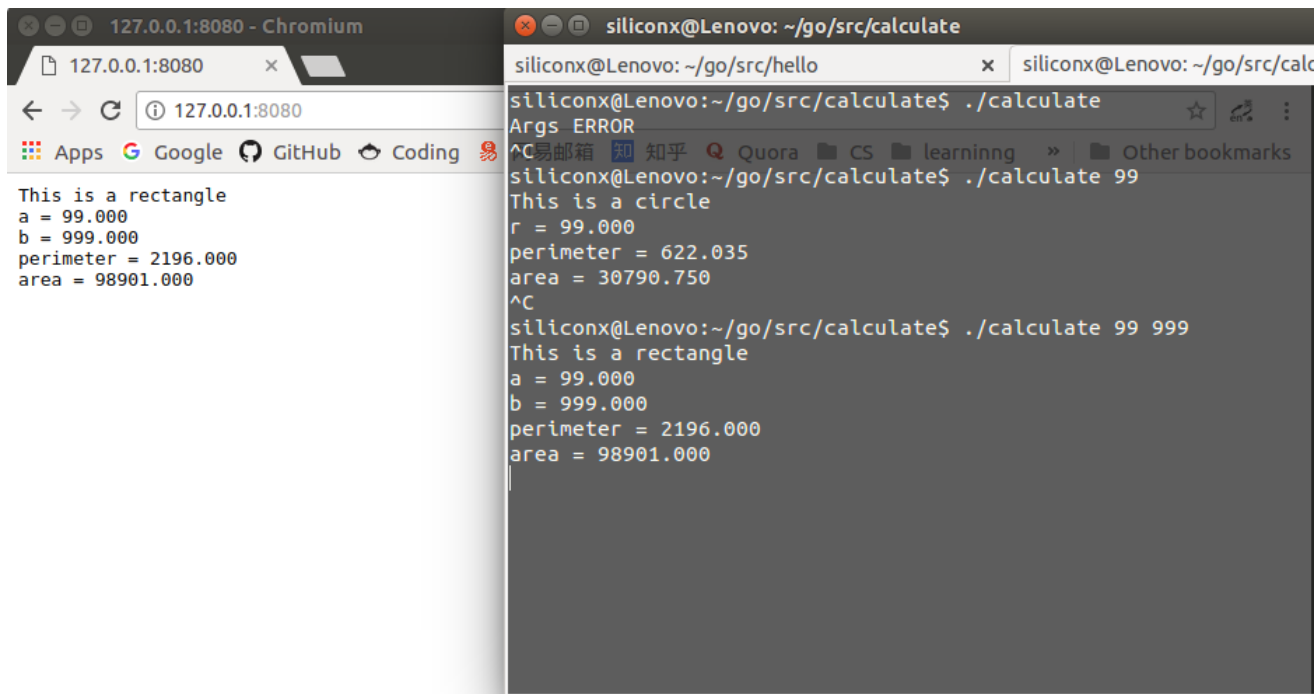 127.0.0.1:8080 - Chromium
127.0.0.1:8080
127.0.0.1:8080
Apps Google GitHub Coding
This is a rectangle
a = 99.000
b = 999.000
perimeter = 2196.000
area = 98901.000
siliconx@Lenovo: ~/go/src/calculate
siliconx@Lenovo: ~/go/src/hello siliconx@Lenovo: ~/go/src/calc
siliconx@Lenovo:~/go/src/calculate$ ./calculate
Args ERROR
^C
易邮箱 知 知乎 Q Quora CS learninng » Other bookmarks
siliconx@Lenovo:~/go/src/calculate$ ./calculate 99
This is a circle
r = 99.000
perimeter = 622.035
area = 30790.750
^C
siliconx@Lenovo:~/go/src/calculate$ ./calculate 99 999
This is a rectangle
a = 99.000
b = 999.000
perimeter = 2196.000
area = 98901.000